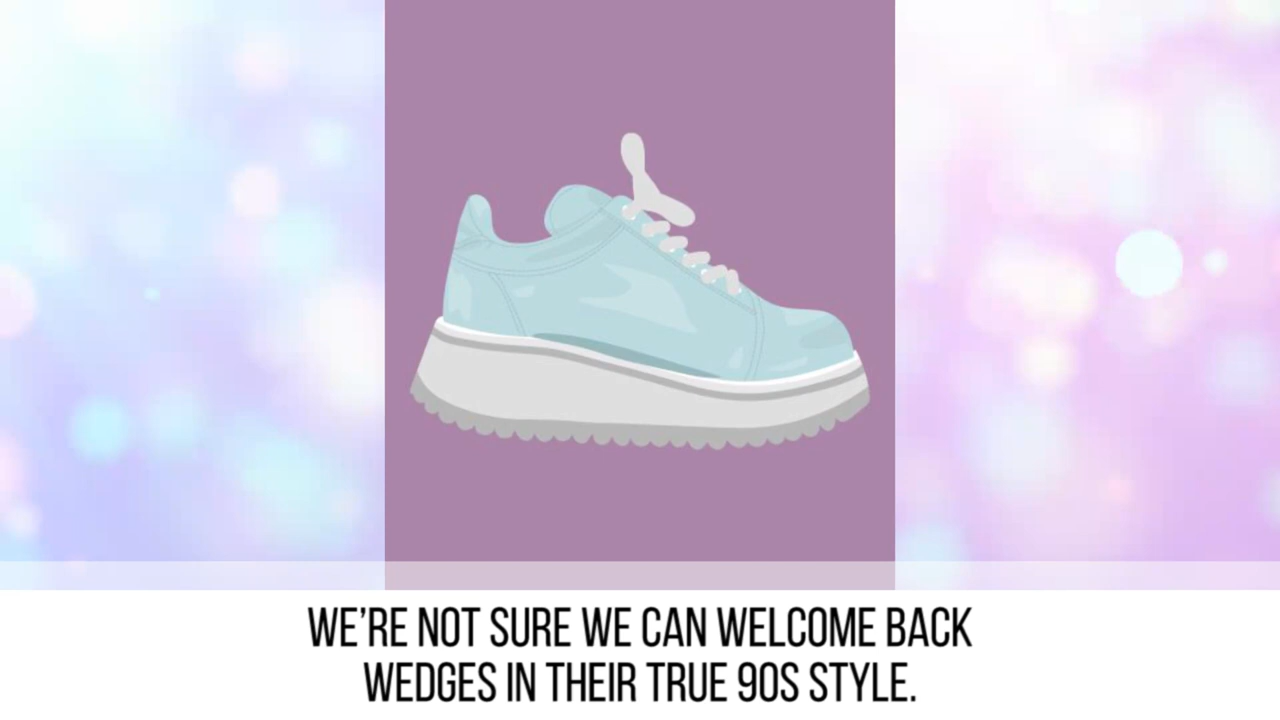 WE’RE NOT SURE WE CAN WELCOME BACK
WEDGES IN THEIR TRUE 90S STYLE.